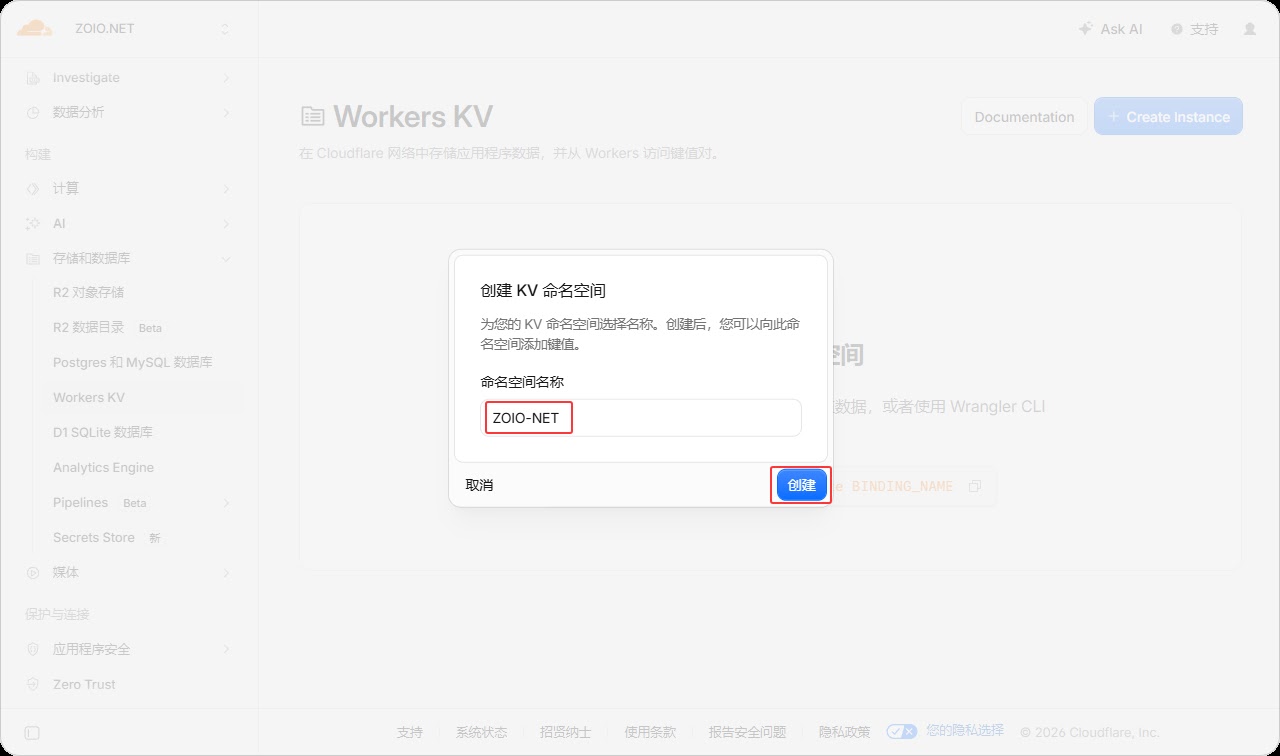 ZOIO.NET
Ask AI
支持
Investigate
数据分析
构建
计算
AI
存储和数据库
R2 对象存储
R2 数据目录 Beta
Postgres 和 MySQL 数据库
Workers KV
D1 SQLite 数据库
Analytics Engine
Pipelines Beta
Secrets Store 新
媒体
保护与连接
应用程序安全
Zero Trust
Workers KV
Documentation
+ Create Instance
在 Cloudflare 网络中存储应用程序数据，并从 Workers 访问键值对。
创建 KV 命名空间
为您的 KV 命名空间选择名称。创建后，您可以向此命
名空间添加键值。
命名空间名称
ZOIO-NET
取消
创建
空间
数据，或者使用 Wrangler CLI
e BINDING_NAME
支持
系统状态
招贤纳士
使用条款
报告安全问题
隐私政策
您的隐私选择
© 2026 Cloudflare, Inc.